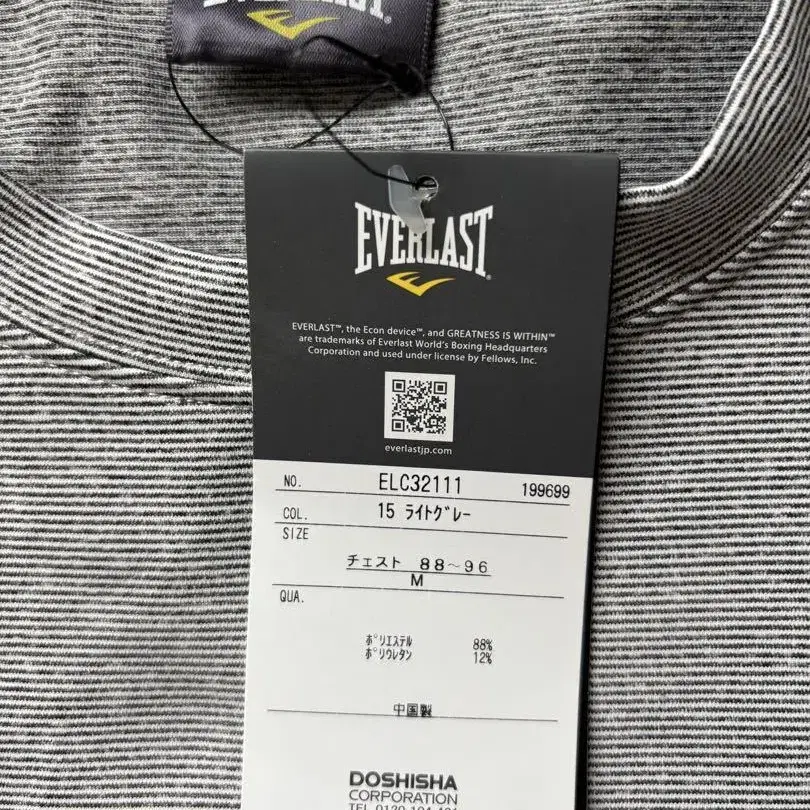 EVERLAST
EVERLAST
EVERLAST™, the Econ device™, and GREATNESS IS WITHIN™
are trademarks of Everlast World's Boxing Headquarters
Corporation and used under license by Fellows, Inc.
everlastjp.com
NO. ELC32111 199699
COL. 15 ﾗｲﾄｸﾞﾚｰ
SIZE
チェスト 88～96
M
QUA.
ﾎﾟﾘｴｽﾃﾙ 88%
ﾎﾟﾘｳﾚﾀﾝ 12%
中国製
DOSHISHA
CORPORATION